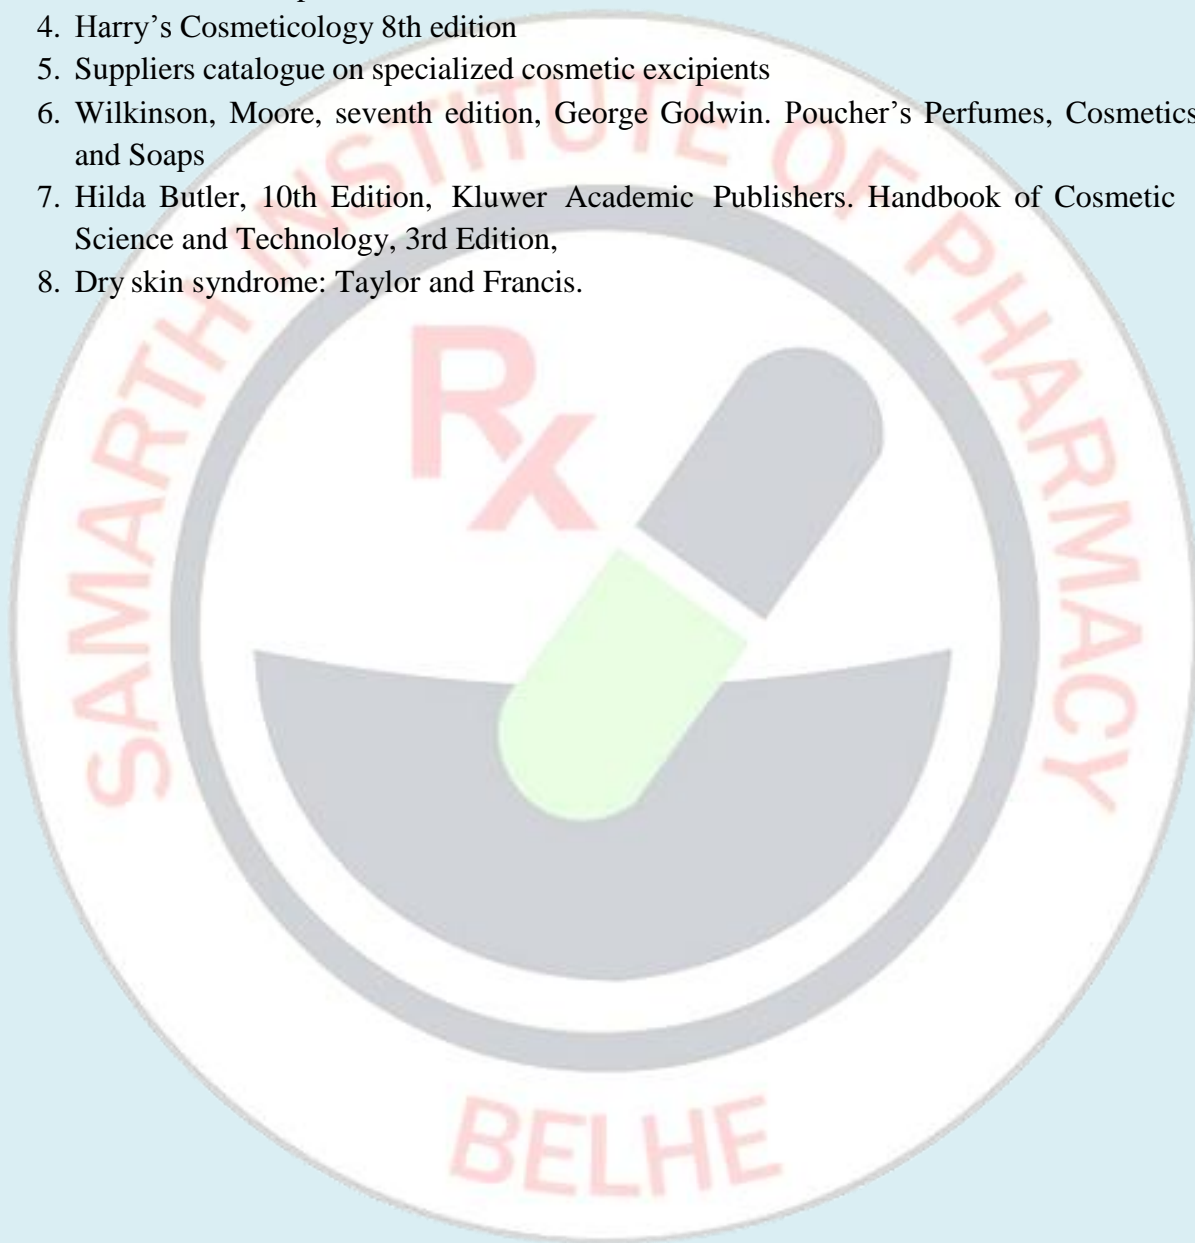 4. Harry’s Cosmeticology 8th edition
5. Suppliers catalogue on specialized cosmetic excipients
6. Wilkinson, Moore, seventh edition, George Godwin. Poucher’s Perfumes, Cosmetics
and Soaps
7. Hilda Butler, 10th Edition, Kluwer Academic Publishers. Handbook of Cosmetic
Science and Technology, 3rd Edition,
8. Dry skin syndrome: Taylor and Francis.
SAMARTH INSTITUTE OF PHARMACY
Rx
BELHE